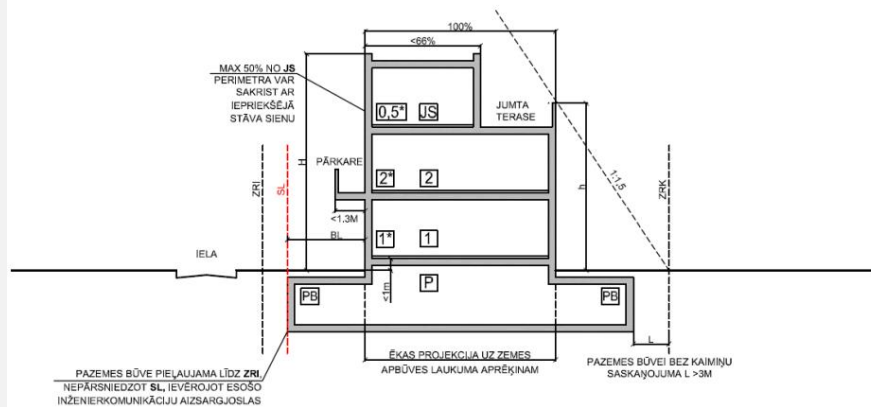 100%
<66%
MAX 50% NO JS
PERIMETRA VAR
SAKRIST AR
IEPRIEKŠĒJĀ
STĀVA SIENU
0,5* JS
JUMTA
TERASE
H
PĀRKARE
ZRI
SL
2* 2
1:1.5
h
ZRK
<1.3M
BL
1* 1
IELA
<1m
P
PB
PB
L
PAZEMES BŪVE PIEĻAUJAMA LĪDZ ZRI,
NEPĀRSNIEDZOT SL, IEVĒROJOT ESOŠO
INŽENIERKOMUNIKĀCIJU AIZSARGJOSLAS
ĒKAS PROJEKCIJA UZ ZEMES
APBŪVES LAUKUMA APRĒĶINAM
PAZEMES BŪVEI BEZ KAIMIŅU
SASKAŅOJUMA L >3M